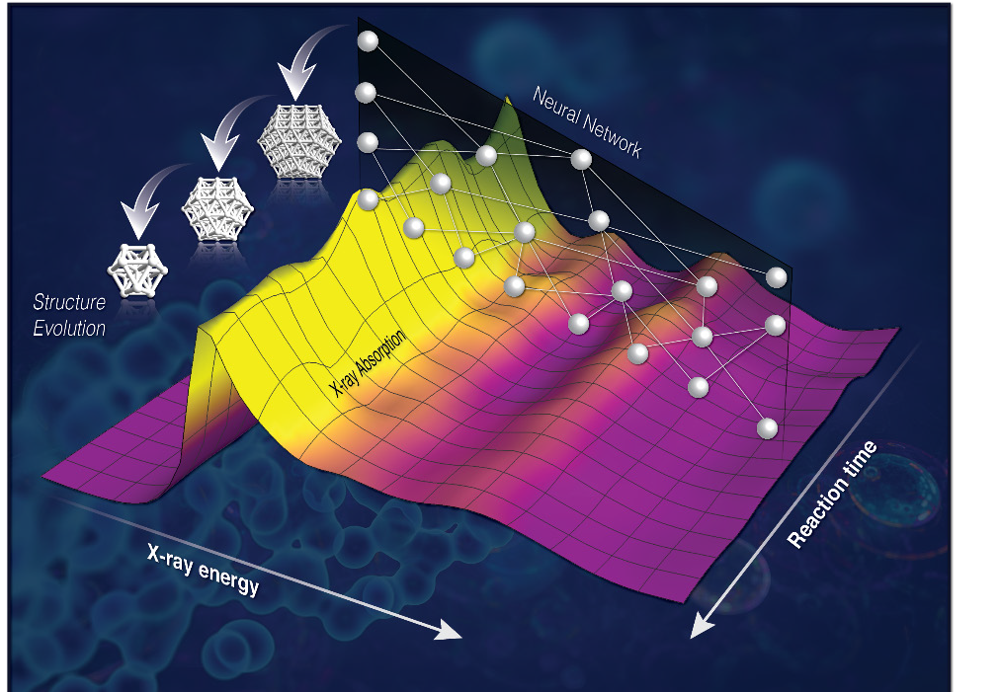 Neural Network
Structure
Evolution
X-ray Absorption
X-ray energy
Reaction time